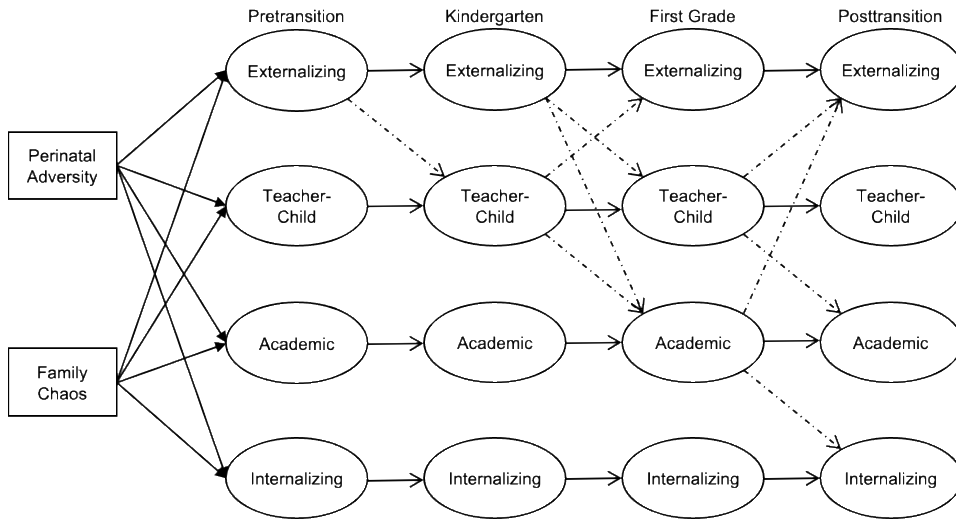 Pretransition
Kindergarten
First Grade
Posttransition
Externalizing
Externalizing
Externalizing
Externalizing
Perinatal
Adversity
Teacher-
Child
Teacher-
Child
Teacher-
Child
Teacher-
Child
Family
Chaos
Academic
Academic
Academic
Academic
Internalizing
Internalizing
Internalizing
Internalizing